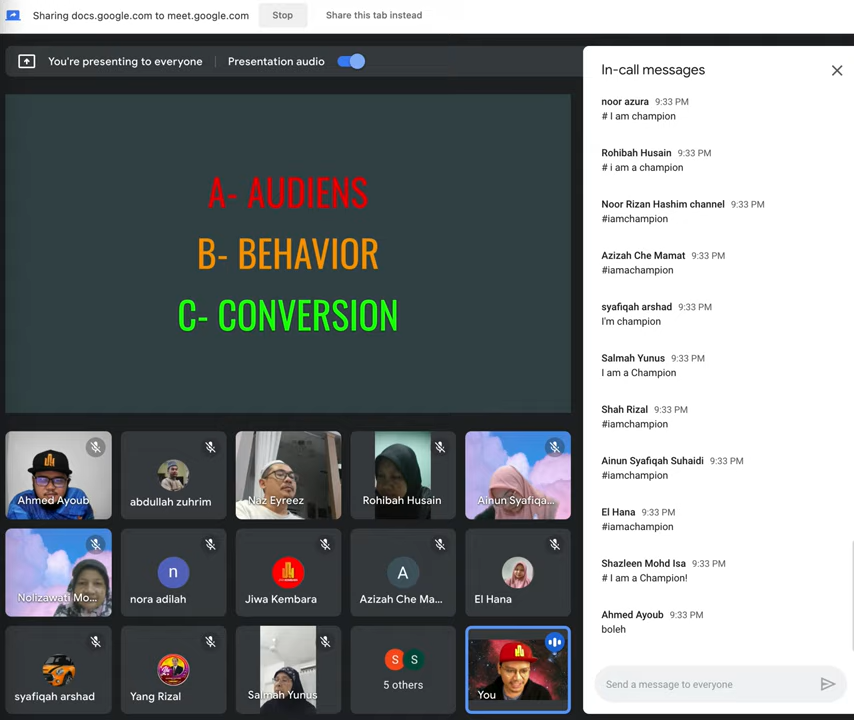 Sharing docs.google.com to meet.google.com
Stop
Share this tab instead
You're presenting to everyone
Presentation audio
A- AUDIENS
B- BEHAVIOR
C- CONVERSION
Ahmed Ayoub
abdullah zuhrim
Naz Eyreez
Rohibah Husain
Ainun Syafiqa...
Nolizawati Mo...
n
nora adilah
Jiwa Kembara
A
Azizah Che Ma...
El Hana
syafiqah arshad
Yang Rizal
Salmah Yunus
S S
5 others
You
In-call messages
noor azura 9:33 PM
# I am champion
Rohibah Husain 9:33 PM
# i am a champion
Noor Rizan Hashim channel 9:33 PM
#iamchampion
Azizah Che Mamat 9:33 PM
#iamachampion
syafiqah arshad 9:33 PM
I'm champion
Salmah Yunus 9:33 PM
I am a Champion
Shah Rizal 9:33 PM
#iamchampion
Ainun Syafiqah Suhaidi 9:33 PM
#iamchampion
El Hana 9:33 PM
#iamachampion
Shazleen Mohd Isa 9:33 PM
# I am a Champion!
Ahmed Ayoub 9:33 PM
boleh
Send a message to everyone